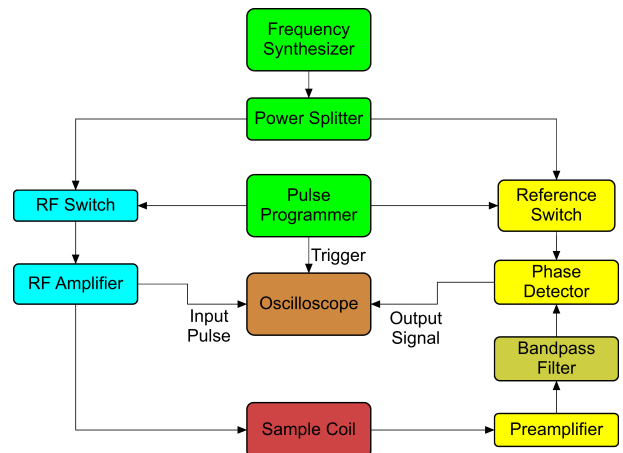 Frequency
Synthesizer
Power Splitter
RF Switch
Pulse
Programmer
Reference
Switch
Trigger
RF Amplifier
Oscilloscope
Phase
Detector
Input
Pulse
Output
Signal
Bandpass
Filter
Sample Coil
Preamplifier